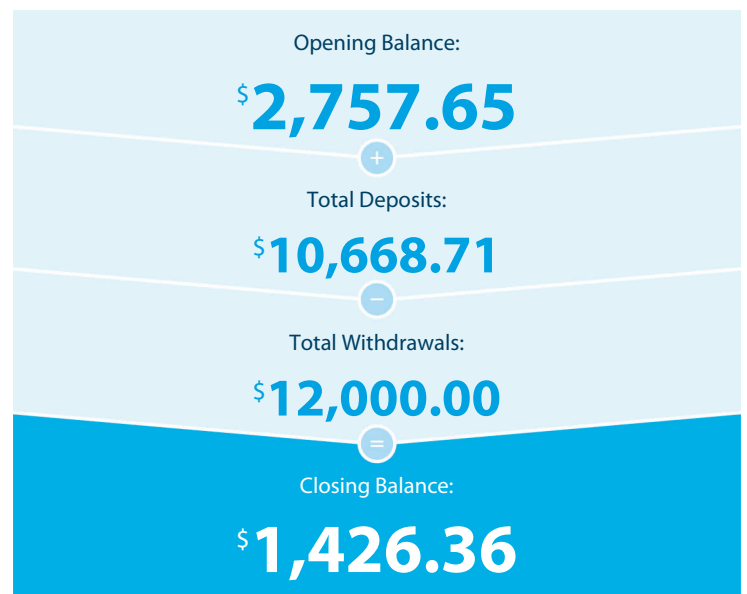 Opening Balance:
$2,757.65
+
Total Deposits:
$10,668.71
−
Total Withdrawals:
$12,000.00
=
Closing Balance:
$1,426.36